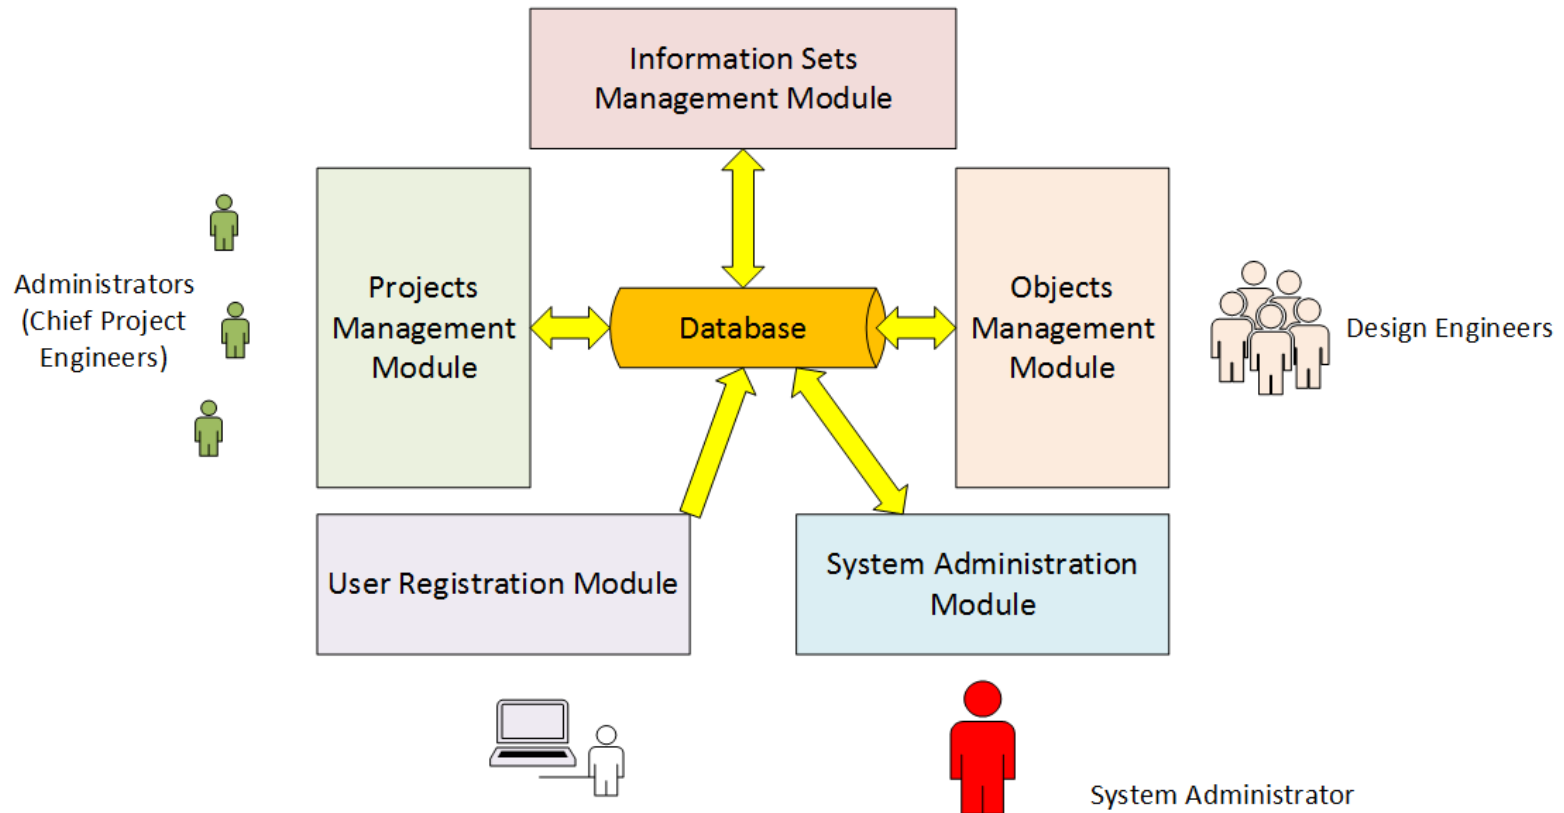 Information Sets
Management Module
Administrators
(Chief Project
Engineers)
Projects
Management
Module
Database
Objects
Management
Module
Design Engineers
User Registration Module
System Administration
Module
System Administrator